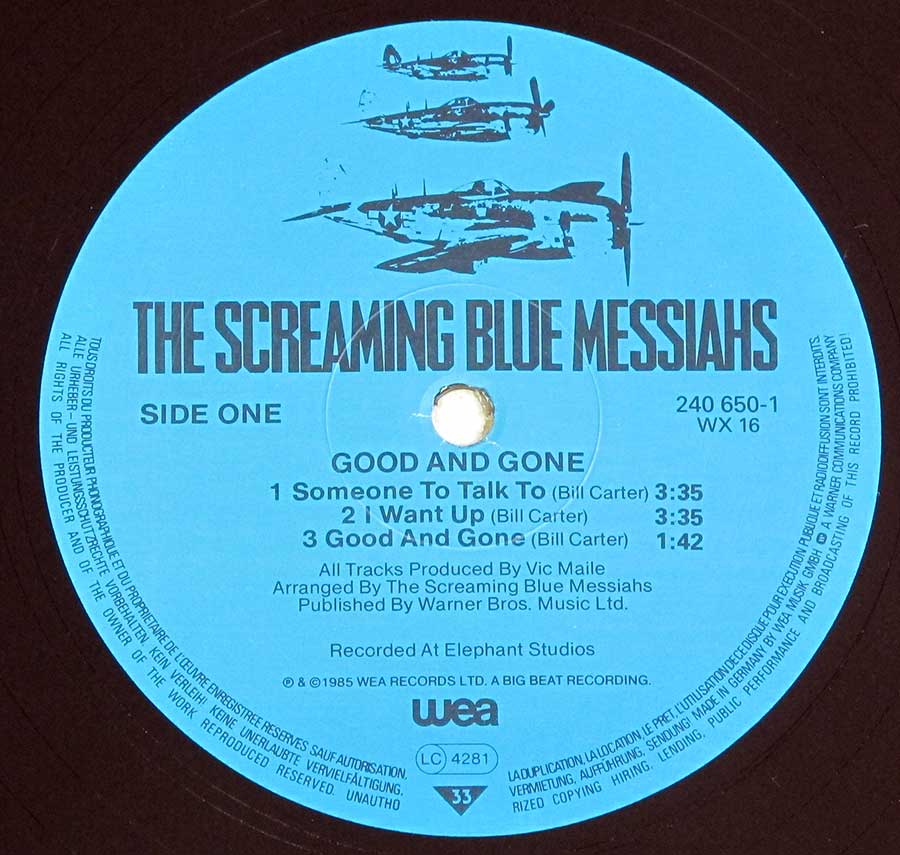 THE SCREAMING BLUE MESSIAHS
SIDE ONE
240 650-1
WX 16
GOOD AND GONE
1 Someone To Talk To (Bill Carter) 3:35
2 I Want Up (Bill Carter) 3:35
3 Good And Gone (Bill Carter) 1:42
All Tracks Produced By Vic Maile
Arranged By The Screaming Blue Messiahs
Published By Warner Bros. Music Ltd.
Recorded At Elephant Studios
℗ & ©1985 WEA RECORDS LTD. A BIG BEAT RECORDING.
wea
LC 4281
33
TOUS DROITS DU PRODUCTEUR PHONOGRAPHIQUE ET DU PROPRIETAIRE DE L'ŒUVRE ENREGISTREE RESERVES SAUF AUTORISATION, LA DUPLICATION, LA LOCATION, LE PRET, L'UTILISATION DE CE DISQUE POUR EXECUTION PUBLIQUE ET RADIODIFFUSION SONT INTERDITS.
ALLE URHEBER – UND LEISTUNGSSCHUTZRECHTE VORBEHALTEN. KEIN VERLEIH! KEINE UNERLAUBTE VERVIELFÄLTIGUNG, VERMIETUNG, AUFFÜHRUNG, SENDUNG! MADE IN GERMANY BY WEA MUSIK GMBH A WARNER COMMUNICATIONS COMPANY
ALL RIGHTS OF THE PRODUCER AND OF THE OWNER OF THE WORK REPRODUCED RESERVED. UNAUTHORIZED COPYING, HIRING, LENDING, PUBLIC PERFORMANCE AND BROADCASTING OF THIS RECORD PROHIBITED!